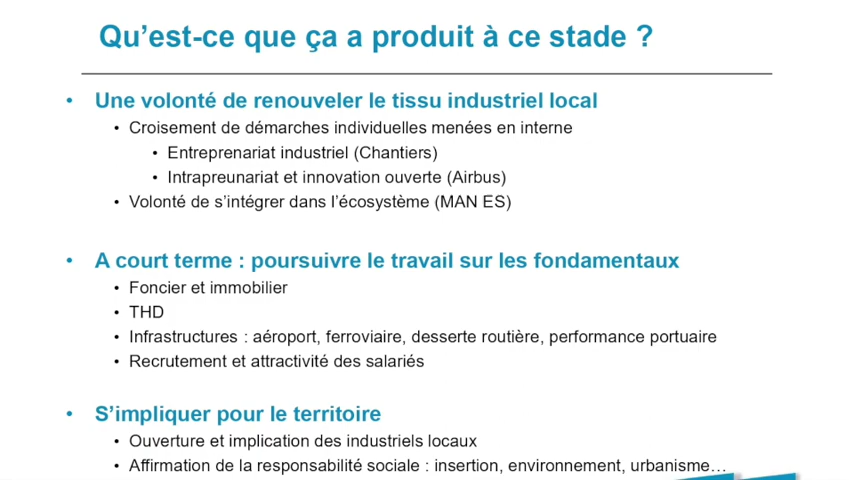 Qu’est-ce que ça a produit à ce stade ?
• Une volonté de renouveler le tissu industriel local
• Croisement de démarches individuelles menées en interne
• Entreprenariat industriel (Chantiers)
• Intrapreunariat et innovation ouverte (Airbus)
• Volonté de s’intégrer dans l’écosystème (MAN ES)
• A court terme : poursuivre le travail sur les fondamentaux
• Foncier et immobilier
• THD
• Infrastructures : aéroport, ferroviaire, desserte routière, performance portuaire
• Recrutement et attractivité des salariés
• S’impliquer pour le territoire
• Ouverture et implication des industriels locaux
• Affirmation de la responsabilité sociale : insertion, environnement, urbanisme…